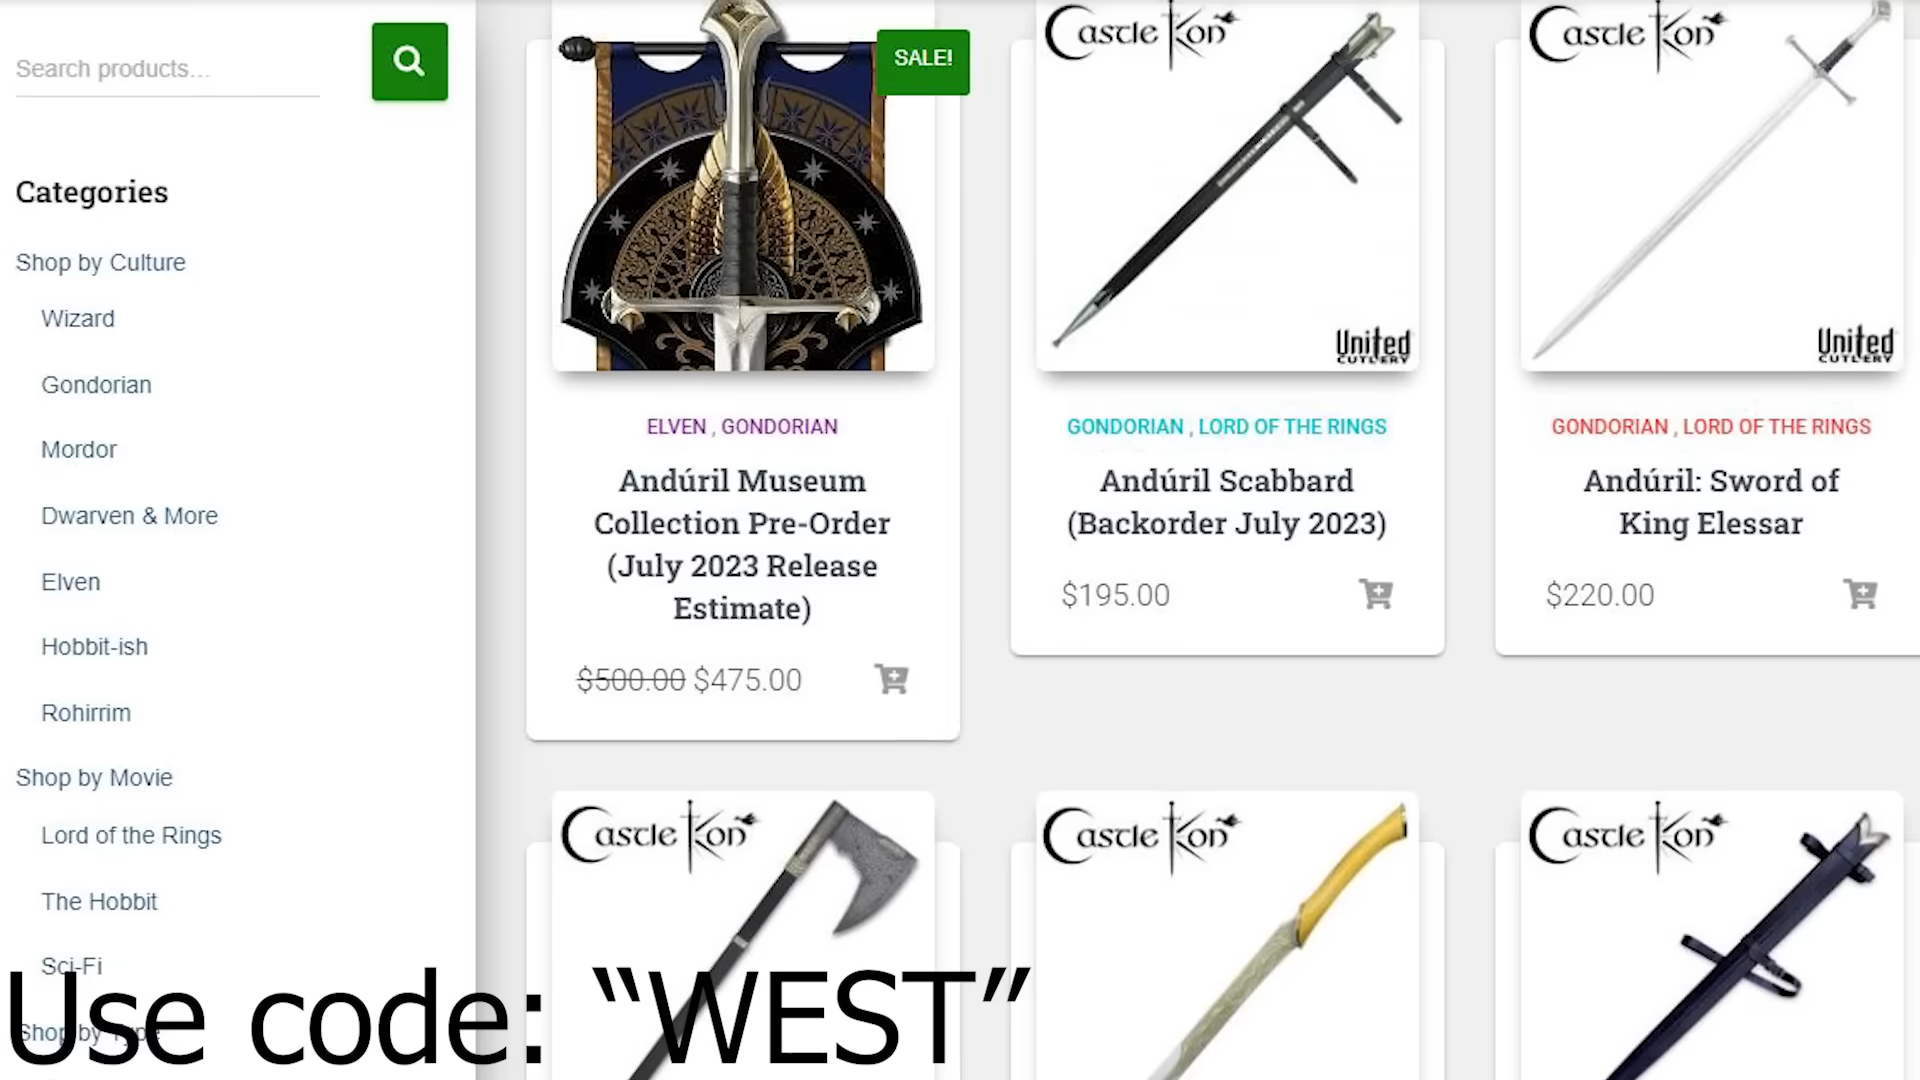 Search products...
Categories
Shop by Culture
Wizard
Gondorian
Mordor
Dwarven & More
Elven
Hobbit-ish
Rohirrim
Shop by Movie
Lord of the Rings
The Hobbit
Sci-Fi
Shop by Type
SALE!
ELVEN , GONDORIAN
Andúril Museum
Collection Pre-Order
(July 2023 Release
Estimate)
$500.00 $475.00
Castle Kon
United
CUTLERY
GONDORIAN , LORD OF THE RINGS
Andúril Scabbard
(Backorder July 2023)
$195.00
Castle Kon
United
CUTLERY
GONDORIAN , LORD OF THE RINGS
Andúril: Sword of
King Elessar
$220.00
Castle Kon
Castle Kon
Castle Kon
Use code: “WEST”